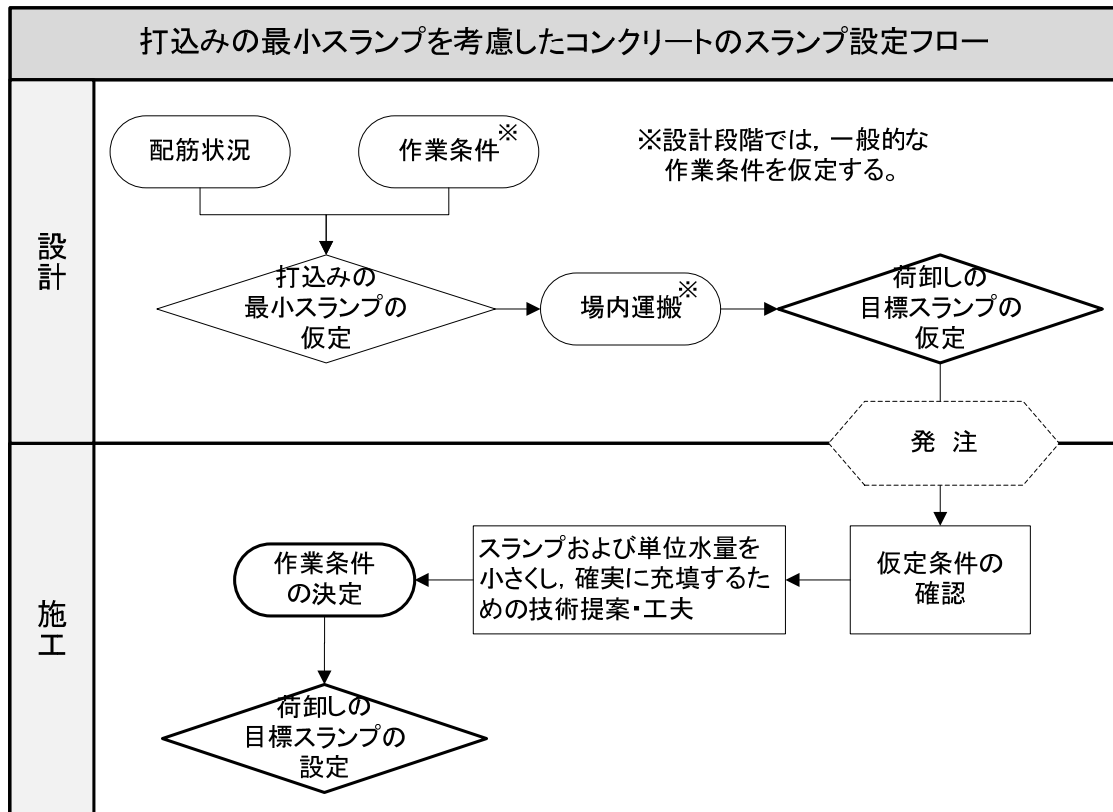 打込みの最小スランプを考慮したコンクリートのスランプ設定フロー
設計
配筋状況
作業条件※
※設計段階では，一般的な
作業条件を仮定する。
打込みの
最小スランプの
仮定
場内運搬※
荷卸しの
目標スランプの
仮定
発 注
施工
仮定条件の
確認
スランプおよび単位水量を
小さくし，確実に充填するた
めの技術提案・工夫
作業条件
の決定
荷卸しの
目標スランプの
設定